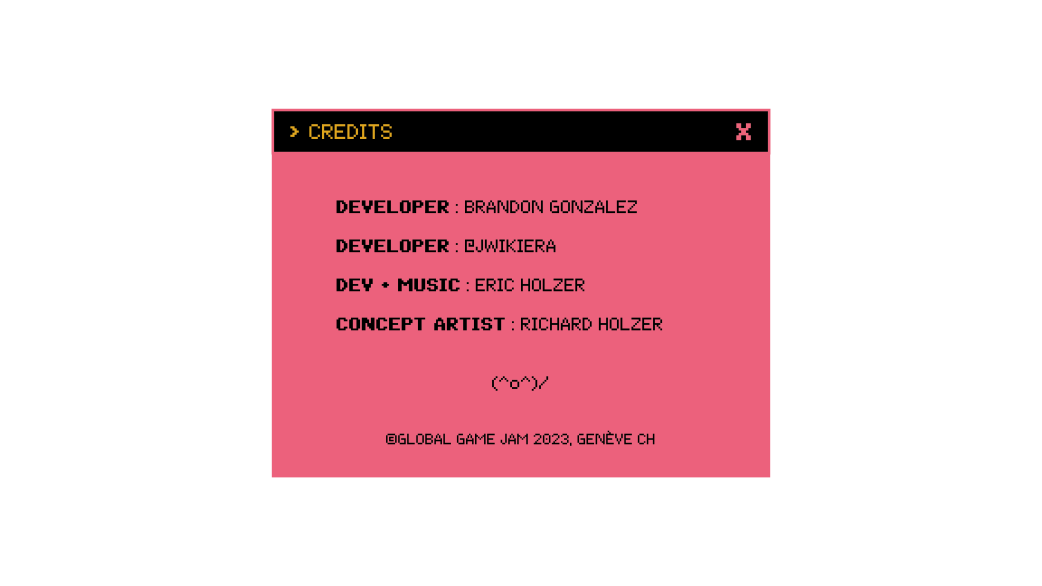 > CREDITS X
DEVELOPER : BRANDON GONZALEZ
DEVELOPER : @JWIKIERA
DEV + MUSIC : ERIC HOLZER
CONCEPT ARTIST : RICHARD HOLZER
(^o^)/
©GLOBAL GAME JAM 2023, GENÈVE CH